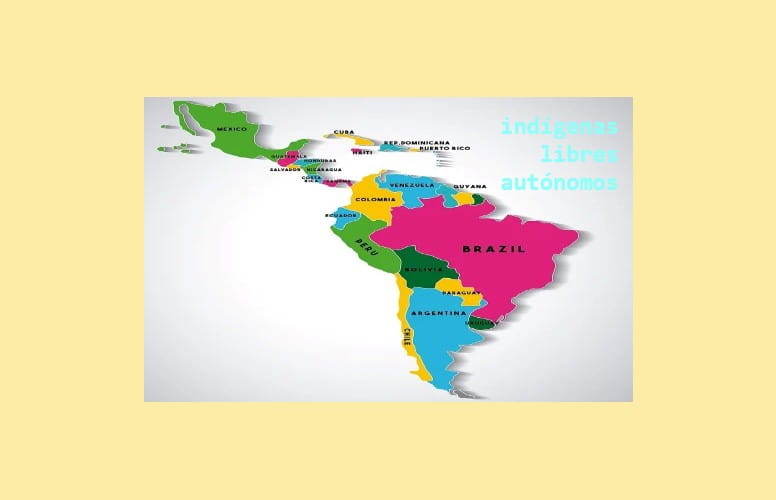 indígenas
libres
autónomos
MEXICO
CUBA
REP.DOMINICANA
PUERTO RICO
HAITI
GUATEMALA
HONDURAS
SALVADOR
NICARAGUA
COSTA
RICA
PANAMA
VENEZUELA
GUYANA
COLOMBIA
ECUADOR
PERU
BRAZIL
BOLIVIA
PARAGUAY
ARGENTINA
URUGUAY
CHILE